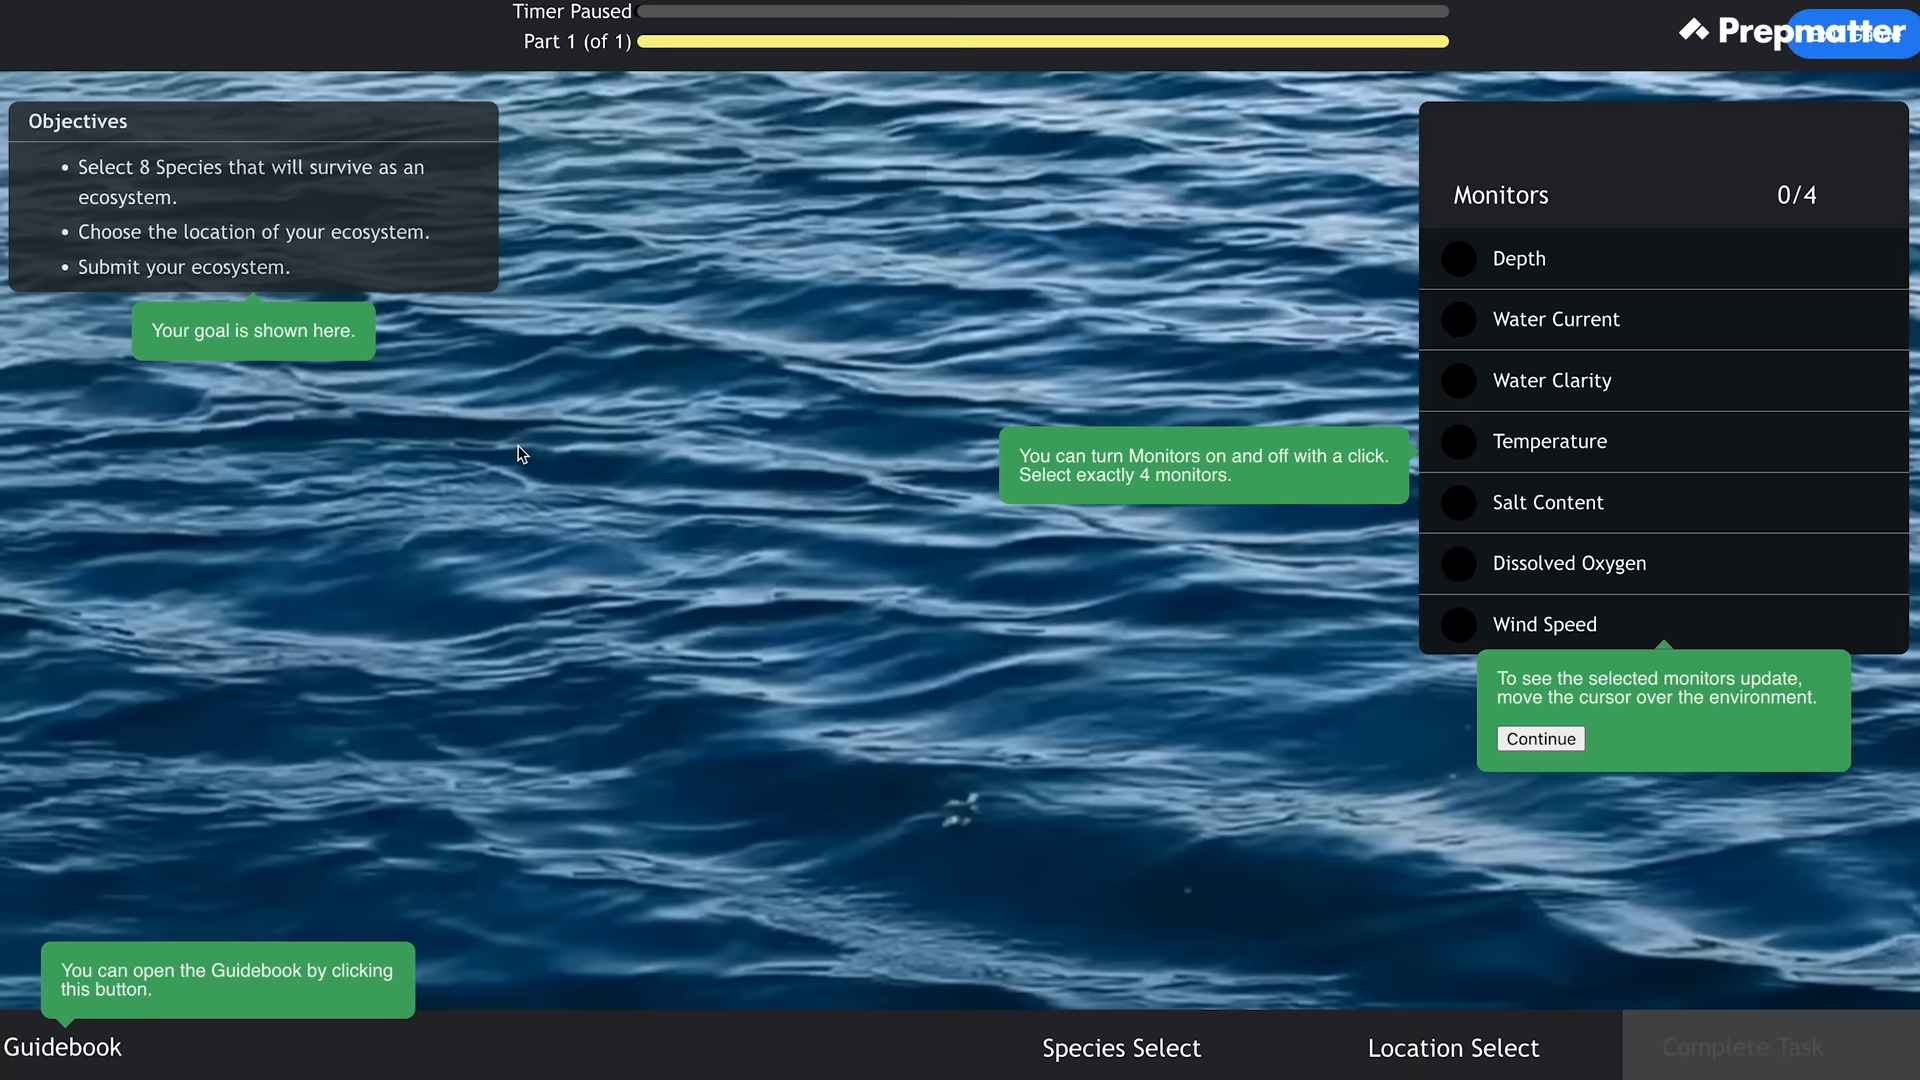 Timer Paused
Part 1 (of 1)
Prepmatter
Objectives
• Select 8 Species that will survive as an
ecosystem.
• Choose the location of your ecosystem.
• Submit your ecosystem.
Your goal is shown here.
Monitors 0/4
Depth
Water Current
Water Clarity
Temperature
You can turn Monitors on and off with a click.
Select exactly 4 monitors.
Salt Content
Dissolved Oxygen
Wind Speed
To see the selected monitors update,
move the cursor over the environment.
Continue
You can open the Guidebook by clicking
this button.
Guidebook
Species Select
Location Select
Complete Task